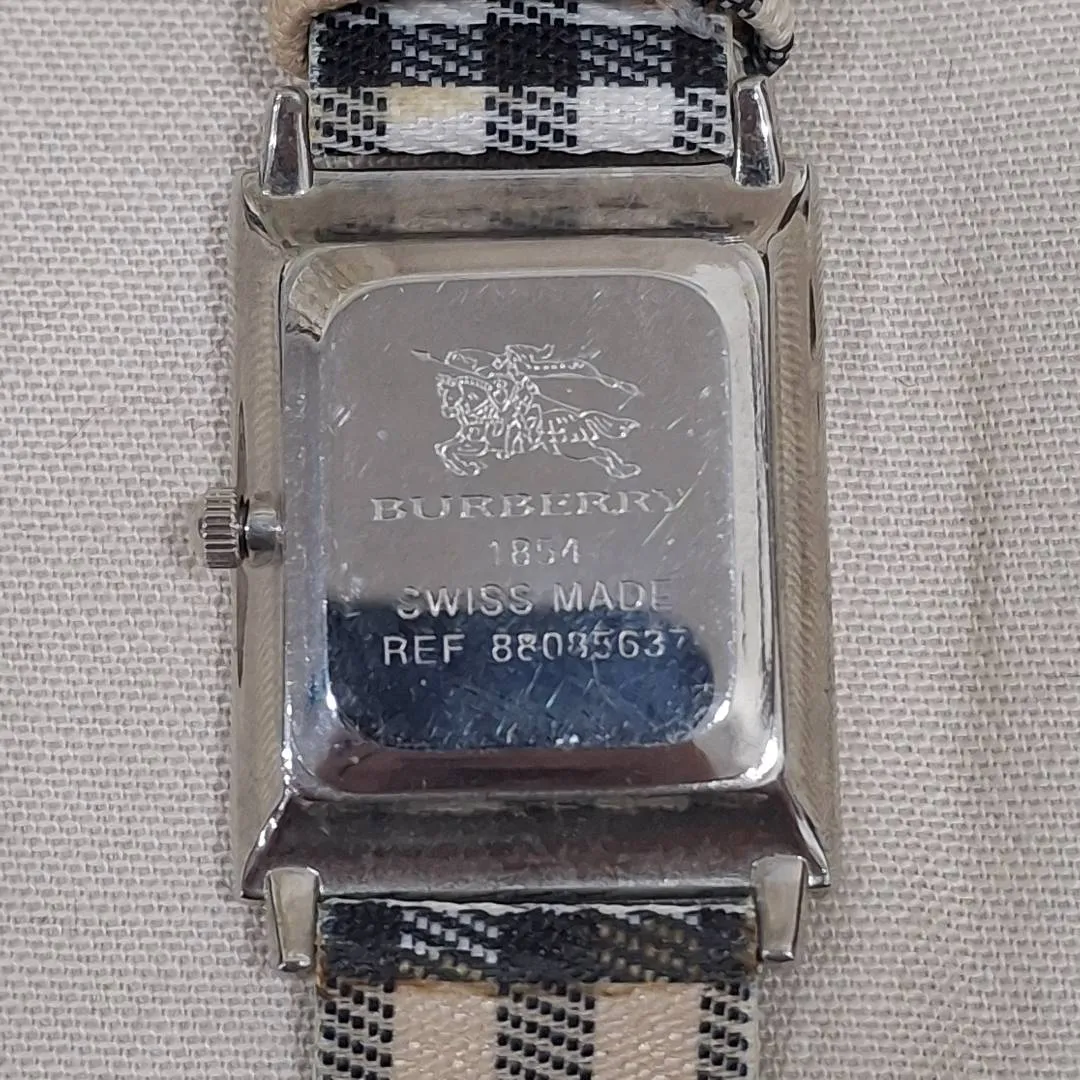 BURBERRY
1854
SWISS MADE
REF 88085637